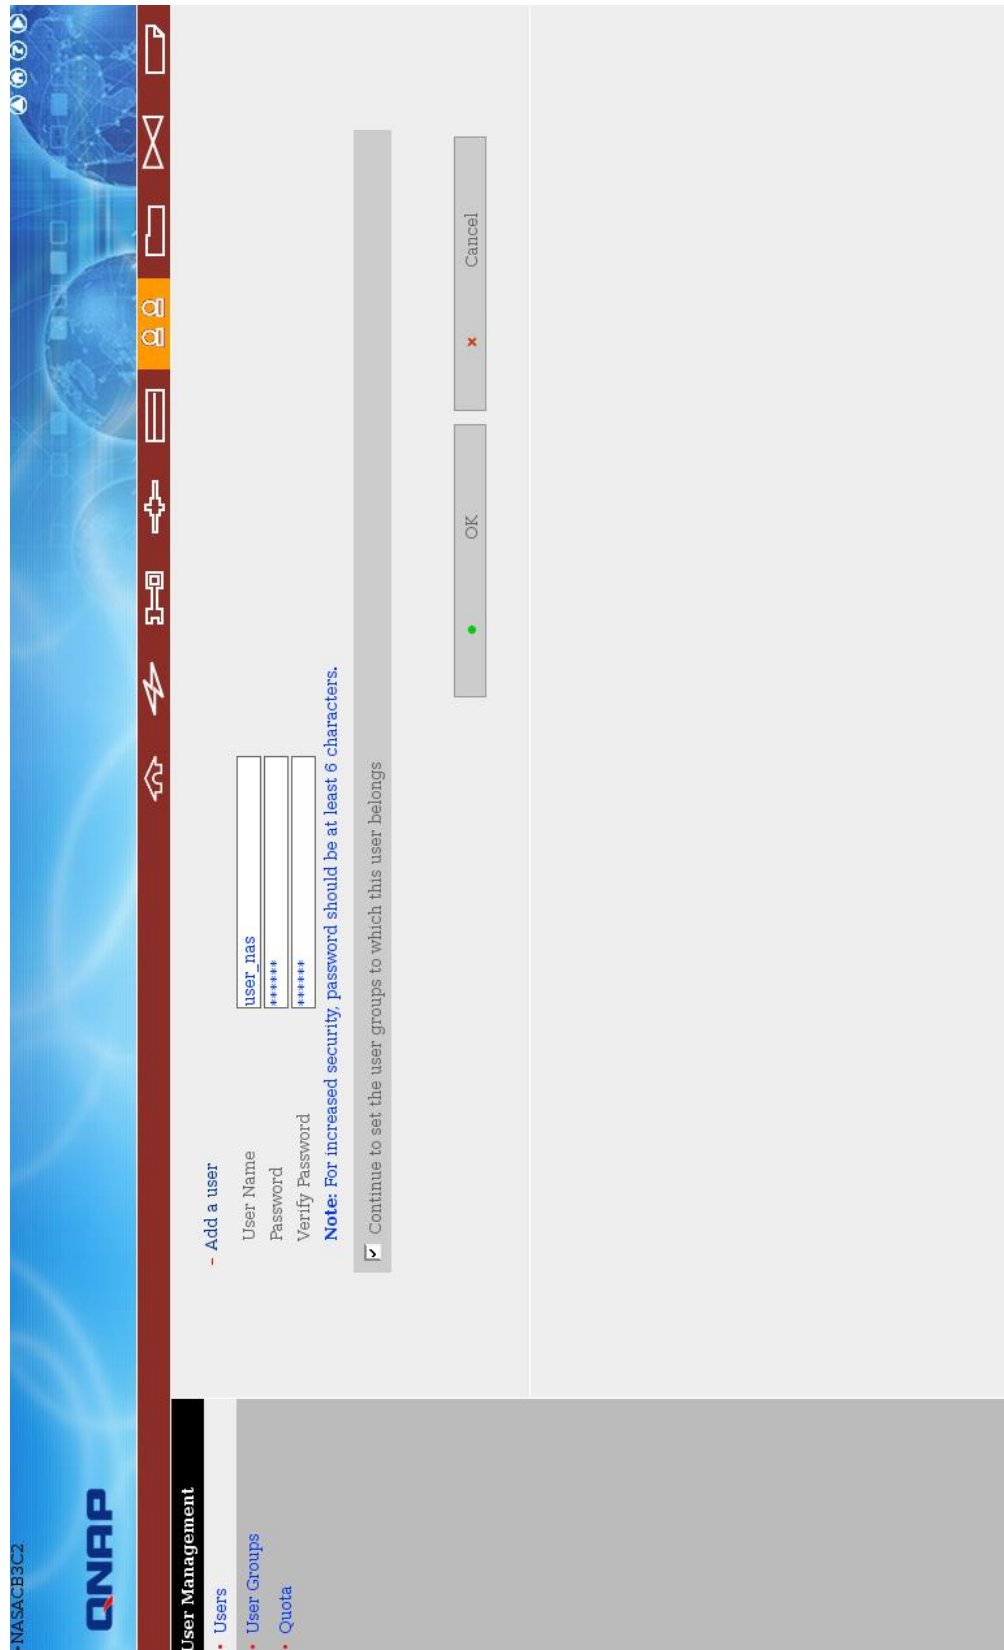 •NASACB3C2
QNAP
User Management
• Users
• User Groups
• Quota
- Add a user
User Name user_nas
Password ******
Verify Password ******
Note: For increased security, password should be at least 6 characters.
Continue to set the user groups to which this user belongs
OK
Cancel